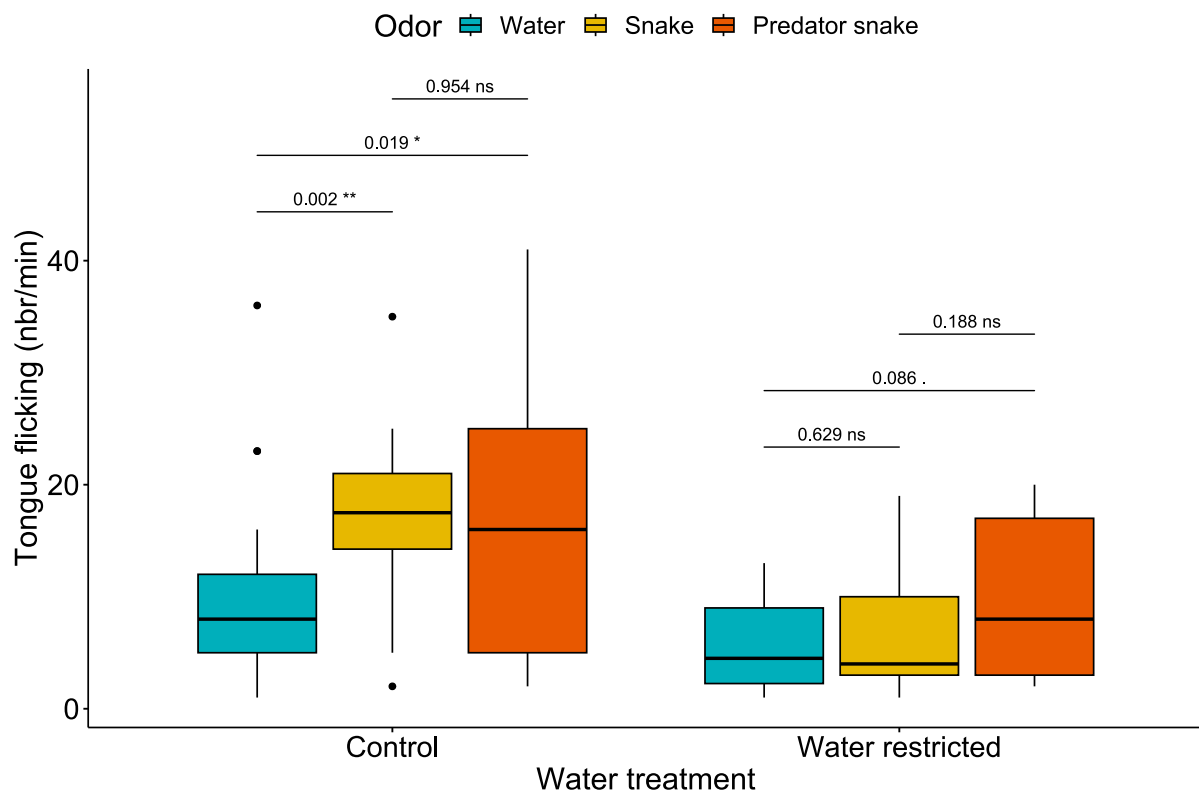 Odor Water Snake Predator snake
0.954 ns
0.019 *
0.002 **
0.188 ns
0.086 .
0.629 ns
Tongue flicking (nbr/min)
40
20
0
Control Water restricted
Water treatment